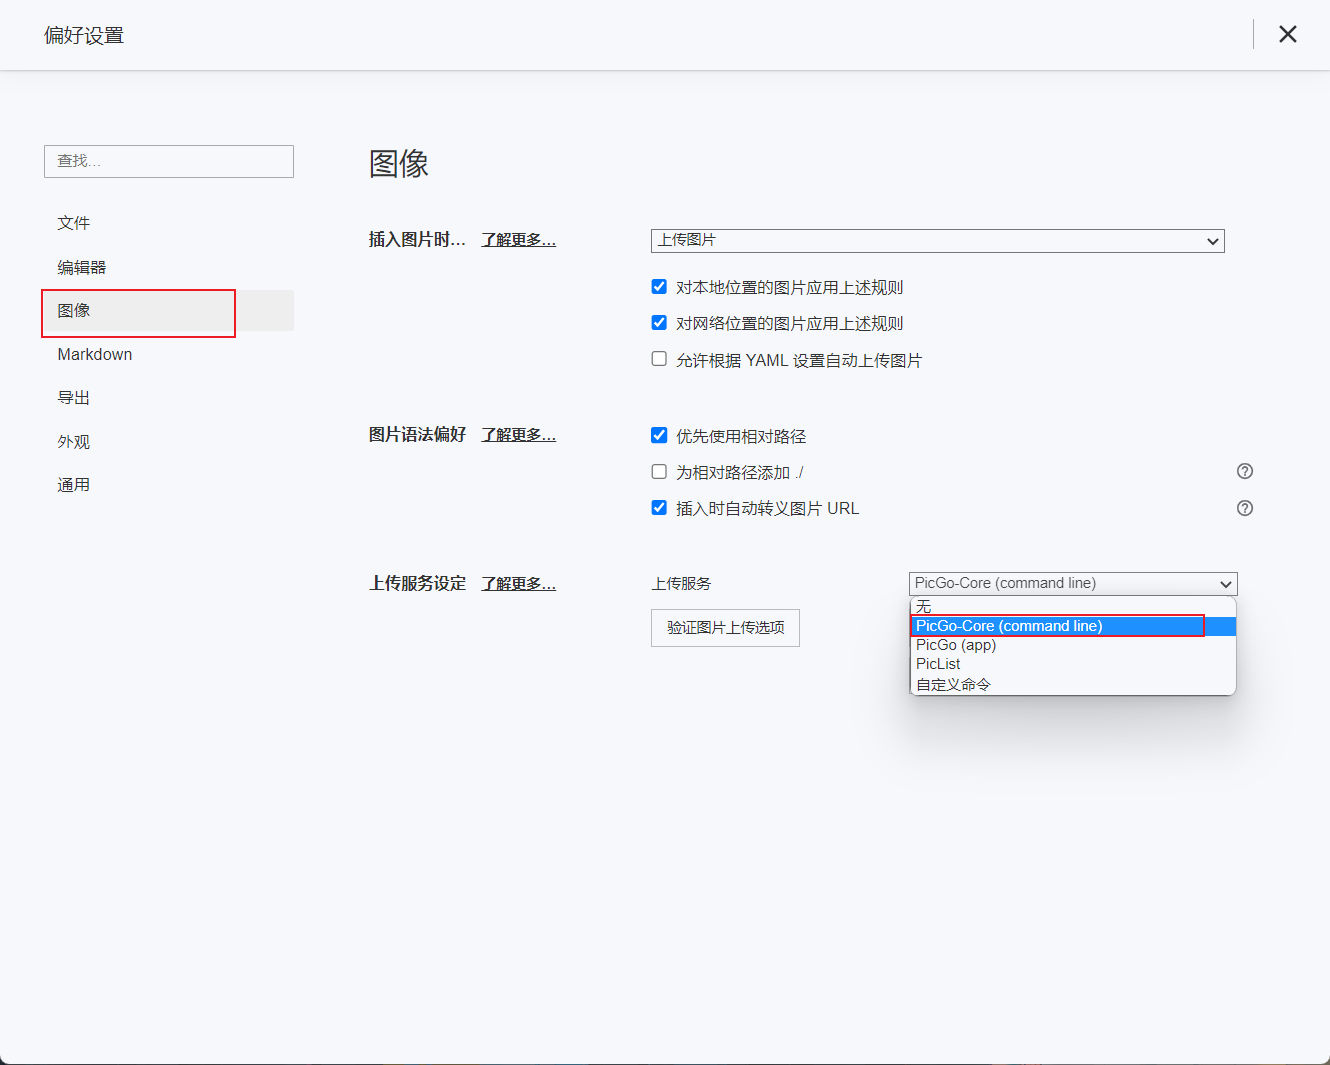 偏好设置
查找...
文件
编辑器
图像
Markdown
导出
外观
通用
图像
插入图片时... 了解更多...
上传图片
对本地位置的图片应用上述规则
对网络位置的图片应用上述规则
允许根据 YAML 设置自动上传图片
图片语法偏好 了解更多...
优先使用相对路径
为相对路径添加 ./
插入时自动转义图片 URL
上传服务设定 了解更多...
上传服务
PicGo-Core (command line)
无
PicGo-Core (command line)
PicGo (app)
PicList
自定义命令
验证图片上传选项